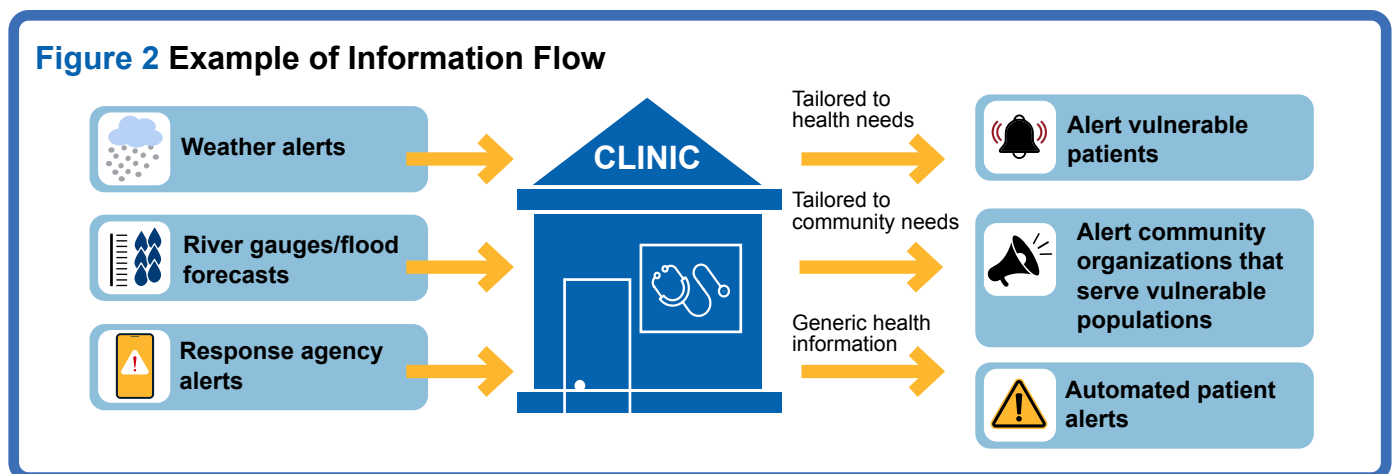 Figure 2 Example of Information Flow
Weather alerts
River gauges/flood
forecasts
Response agency
alerts
CLINIC
Tailored to
health needs
Tailored to
community needs
Generic health
information
Alert vulnerable
patients
Alert community
organizations that
serve vulnerable
populations
Automated patient
alerts